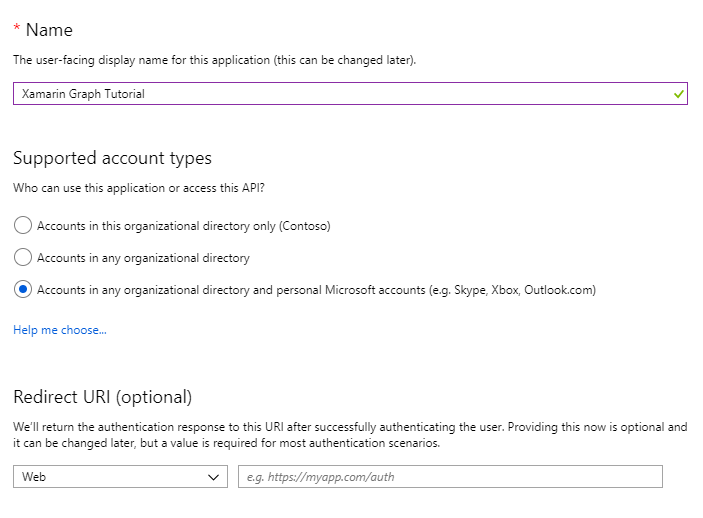 * Name
The user-facing display name for this application (this can be changed later).
Xamarin Graph Tutorial
Supported account types
Who can use this application or access this API?
Accounts in this organizational directory only (Contoso)
Accounts in any organizational directory
Accounts in any organizational directory and personal Microsoft accounts (e.g. Skype, Xbox, Outlook.com)
Help me choose...
Redirect URI (optional)
We'll return the authentication response to this URI after successfully authenticating the user. Providing this now is optional and
it can be changed later, but a value is required for most authentication scenarios.
Web
e.g. https://myapp.com/auth